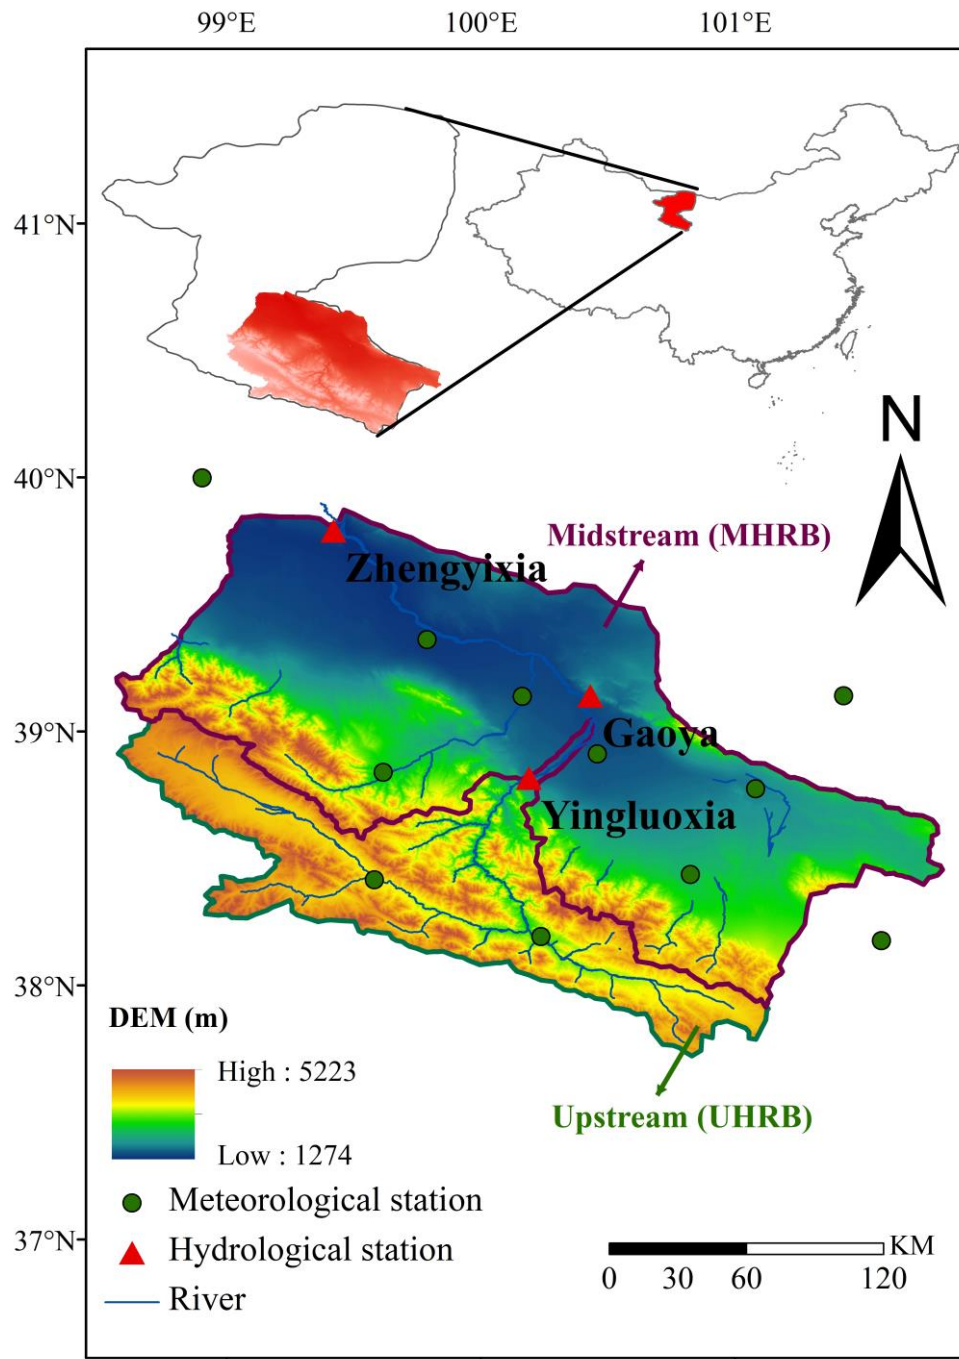 99°E 100°E 101°E
41°N
40°N
39°N
38°N
37°N
N
Midstream (MHRB)
Zhengyixia
Gaoya
Yingluoxia
Upstream (UHRB)
DEM (m)
High : 5223
Low : 1274
Meteorological station
Hydrological station
River
KM
0 30 60 120